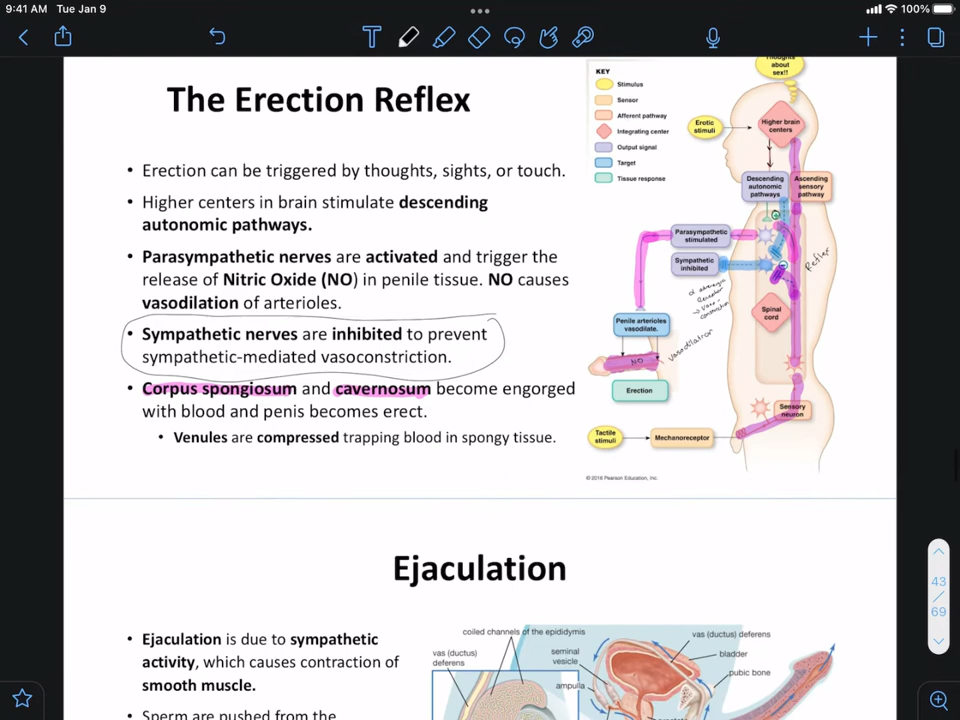 9:41 AM Tue Jan 9
100%
The Erection Reflex
• Erection can be triggered by thoughts, sights, or touch.
• Higher centers in brain stimulate descending
autonomic pathways.
• Parasympathetic nerves are activated and trigger the
release of Nitric Oxide (NO) in penile tissue. NO causes
vasodilation of arterioles.
• Sympathetic nerves are inhibited to prevent
sympathetic-mediated vasoconstriction.
• Corpus spongiosum and cavernosum become engorged
with blood and penis becomes erect.
• Venules are compressed trapping blood in spongy tissue.
KEY
Stimulus
Sensor
Afferent pathway
Integrating center
Output signal
Target
Tissue response
Thoughts
about
sex!!
Erotic
stimuli
Higher brain
centers
Descending
autonomic
pathways
Ascending
sensory
pathway
Parasympathetic
stimulated
Sympathetic
inhibited
Reflex
Receptor
→ Vaso-
constriction
Spinal
cord
Penile arterioles
vasodilate.
Vasodilation
NO
Erection
Sensory
neuron
Tactile
stimuli
Mechanoreceptor
© 2016 Pearson Education, Inc.
43
/
69
Ejaculation
• Ejaculation is due to sympathetic
activity, which causes contraction of
smooth muscle.
• Sperm are pushed from the
coiled channels of the epididymis
vas (ductus)
deferens
seminal
vesicle
ampulla
vas (ductus) deferens
bladder
pubic bone